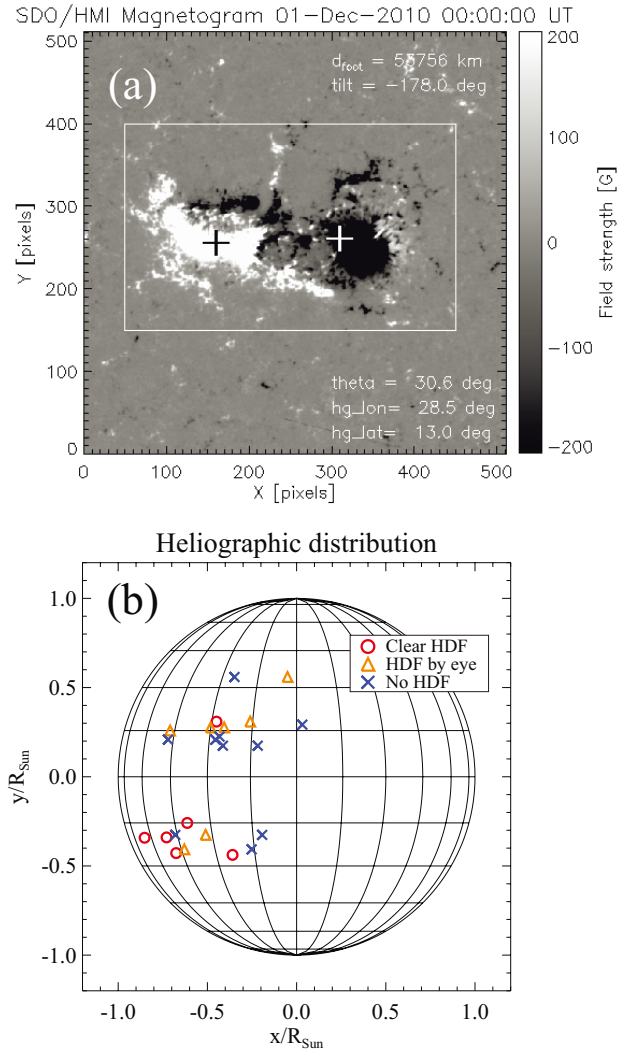 SDO/HMI Magnetogram 01-Dec-2010 00:00:00 UT
(a)
d_foot = 53756 km
tilt = -178.0 deg
500
400
300
200
100
0
Y [pixels]
theta = 30.6 deg
hg_lon= 28.5 deg
hg_lat= 13.0 deg
0 100 200 300 400 500
X [pixels]
200
100
0
-100
-200
Field strength [G]
Heliographic distribution
(b)
Clear HDF
HDF by eye
No HDF
1.0
0.5
0.0
-0.5
-1.0
y/R_Sun
-1.0 -0.5 0.0 0.5 1.0
x/R_Sun